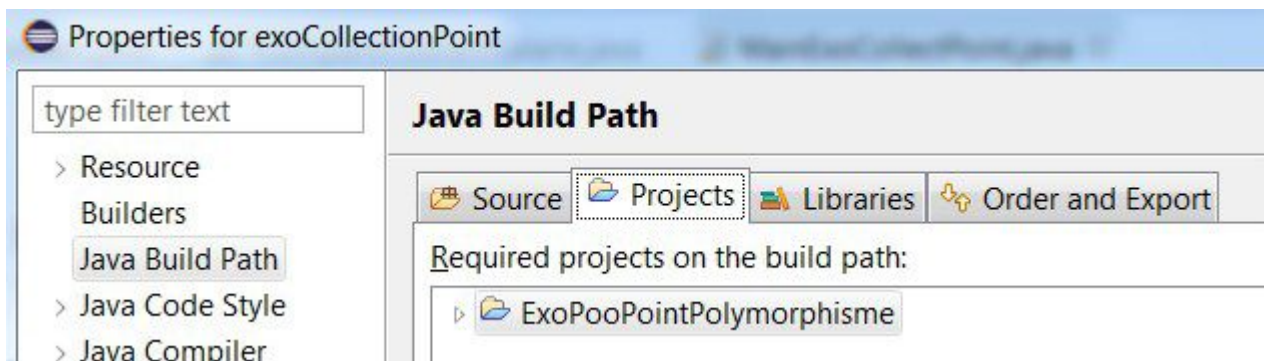 Properties for exoCollectionPoint
type filter text
Resource
Builders
Java Build Path
Java Code Style
Java Compiler
Java Build Path
Source Projects Libraries Order and Export
Required projects on the build path:
ExoPooPointPolymorphisme